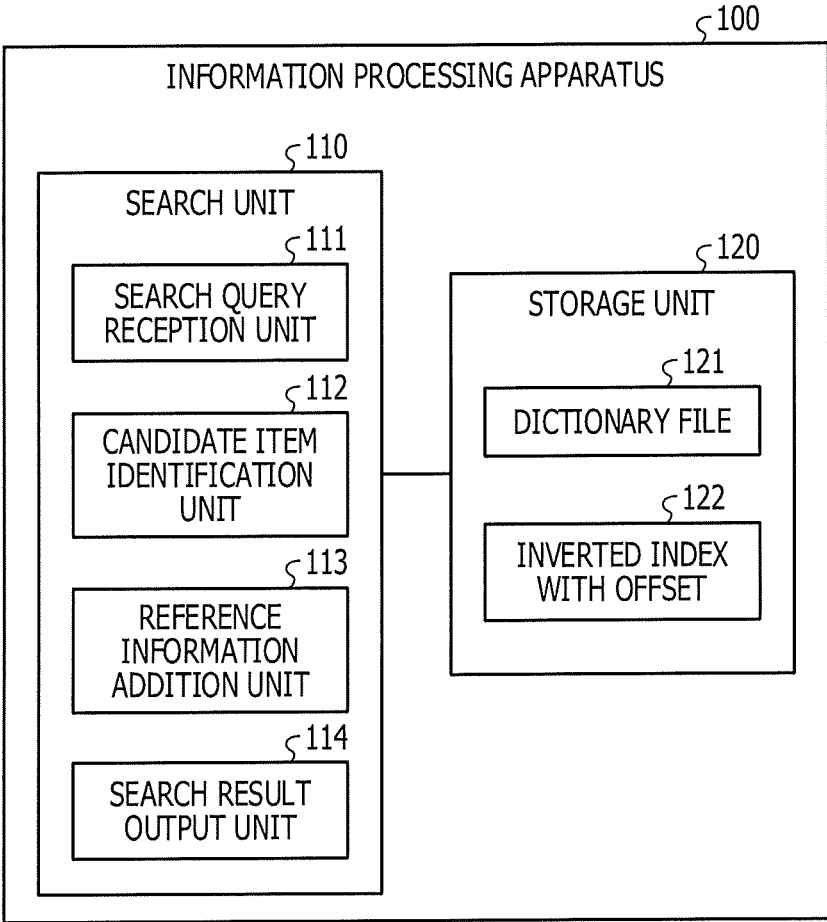 100
INFORMATION PROCESSING APPARATUS
110
SEARCH UNIT
111
SEARCH QUERY
RECEPTION UNIT
112
CANDIDATE ITEM
IDENTIFICATION
UNIT
113
REFERENCE
INFORMATION
ADDITION UNIT
114
SEARCH RESULT
OUTPUT UNIT
120
STORAGE UNIT
121
DICTIONARY FILE
122
INVERTED INDEX
WITH OFFSET